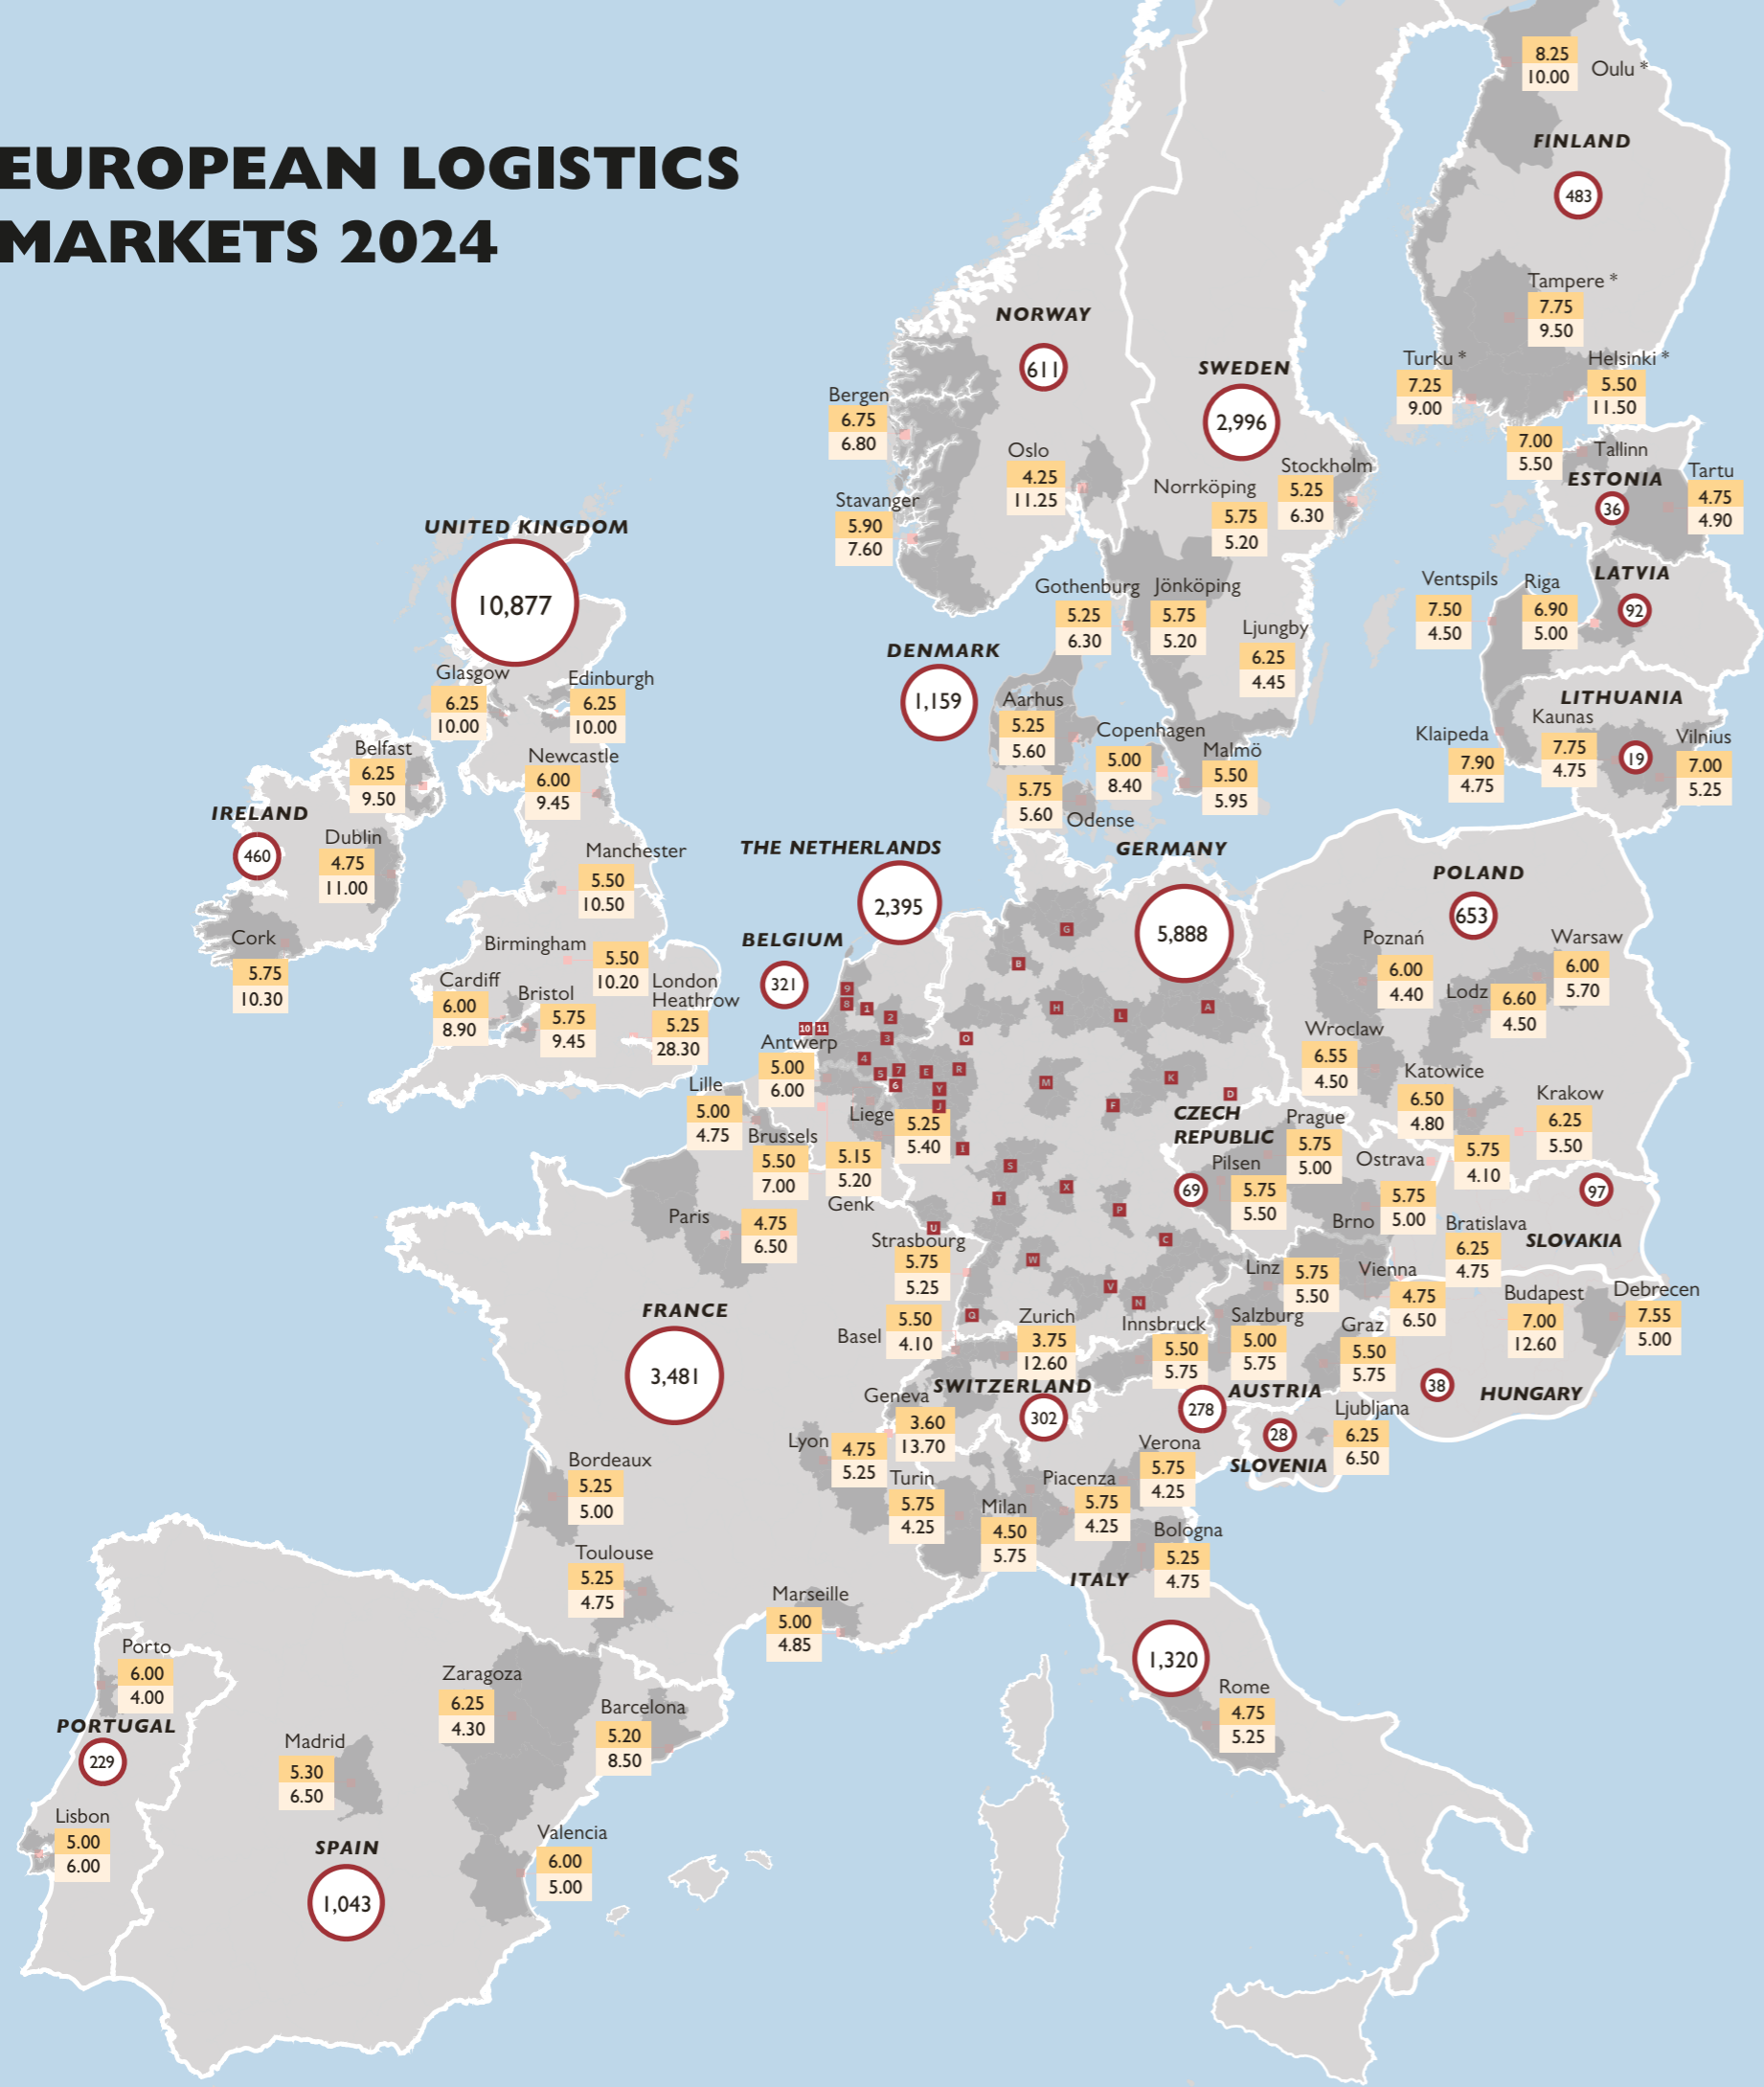 EUROPEAN LOGISTICS
MARKETS 2024
8.25
10.00
Oulu *
FINLAND
483
Tampere *
7.75
9.50
Turku *
7.25
9.00
Helsinki *
5.50
11.50
NORWAY
611
Bergen
6.75
6.80
Oslo
4.25
11.25
Stavanger
5.90
7.60
SWEDEN
2,996
Stockholm
5.25
6.30
Norrköping
5.75
5.20
Gothenburg
5.25
6.30
Jönköping
5.75
5.20
Ljungby
6.25
4.45
Malmö
5.50
5.95
7.00
5.50
Tallinn
ESTONIA
36
Tartu
4.75
4.90
LATVIA
92
Ventspils
7.50
4.50
Riga
6.90
5.00
LITHUANIA
19
Kaunas
7.75
4.75
Klaipeda
7.90
4.75
Vilnius
7.00
5.25
UNITED KINGDOM
10,877
Glasgow
6.25
10.00
Edinburgh
6.25
10.00
Belfast
6.25
9.50
Newcastle
6.00
9.45
Manchester
5.50
10.50
Birmingham
5.50
10.20
Cardiff
6.00
8.90
Bristol
5.75
9.45
London
Heathrow
5.25
28.30
IRELAND
460
Dublin
4.75
11.00
Cork
5.75
10.30
DENMARK
1,159
Aarhus
5.25
5.60
Copenhagen
5.00
8.40
5.75
5.60
Odense
THE NETHERLANDS
2,395
9
8
1
2
10
11
3
4
5
7
6
BELGIUM
321
Antwerp
5.00
6.00
Liege
5.25
5.40
Brussels
5.50
7.00
5.15
5.20
Genk
GERMANY
5,888
G
B
H
L
A
O
E
R
Y
J
M
K
F
D
I
S
T
X
P
U
C
W
V
N
Q
POLAND
653
Poznań
6.00
4.40
Warsaw
6.00
5.70
Lodz
6.60
4.50
Wroclaw
6.55
4.50
Katowice
6.50
4.80
Krakow
6.25
5.50
CZECH
REPUBLIC
69
Prague
5.75
5.00
Pilsen
5.75
5.50
Ostrava
5.75
4.10
Brno
5.75
5.00
97
SLOVAKIA
Bratislava
6.25
4.75
FRANCE
3,481
Lille
5.00
4.75
Paris
4.75
6.50
Strasbourg
5.75
5.25
Lyon
4.75
5.25
Bordeaux
5.25
5.00
Toulouse
5.25
4.75
Marseille
5.00
4.85
Basel
5.50
4.10
Zurich
3.75
12.60
SWITZERLAND
302
Geneva
3.60
13.70
Linz
5.75
5.50
Vienna
4.75
6.50
Innsbruck
5.50
5.75
Salzburg
5.00
5.75
Graz
5.50
5.75
AUSTRIA
278
Budapest
7.00
12.60
Debrecen
7.55
5.00
38
HUNGARY
28
SLOVENIA
Ljubljana
6.25
6.50
Turin
5.75
4.25
Milan
4.50
5.75
Piacenza
5.75
4.25
Verona
5.75
4.25
Bologna
5.25
4.75
ITALY
1,320
Rome
4.75
5.25
Porto
6.00
4.00
PORTUGAL
229
Lisbon
5.00
6.00
Zaragoza
6.25
4.30
Barcelona
5.20
8.50
Madrid
5.30
6.50
SPAIN
1,043
Valencia
6.00
5.00